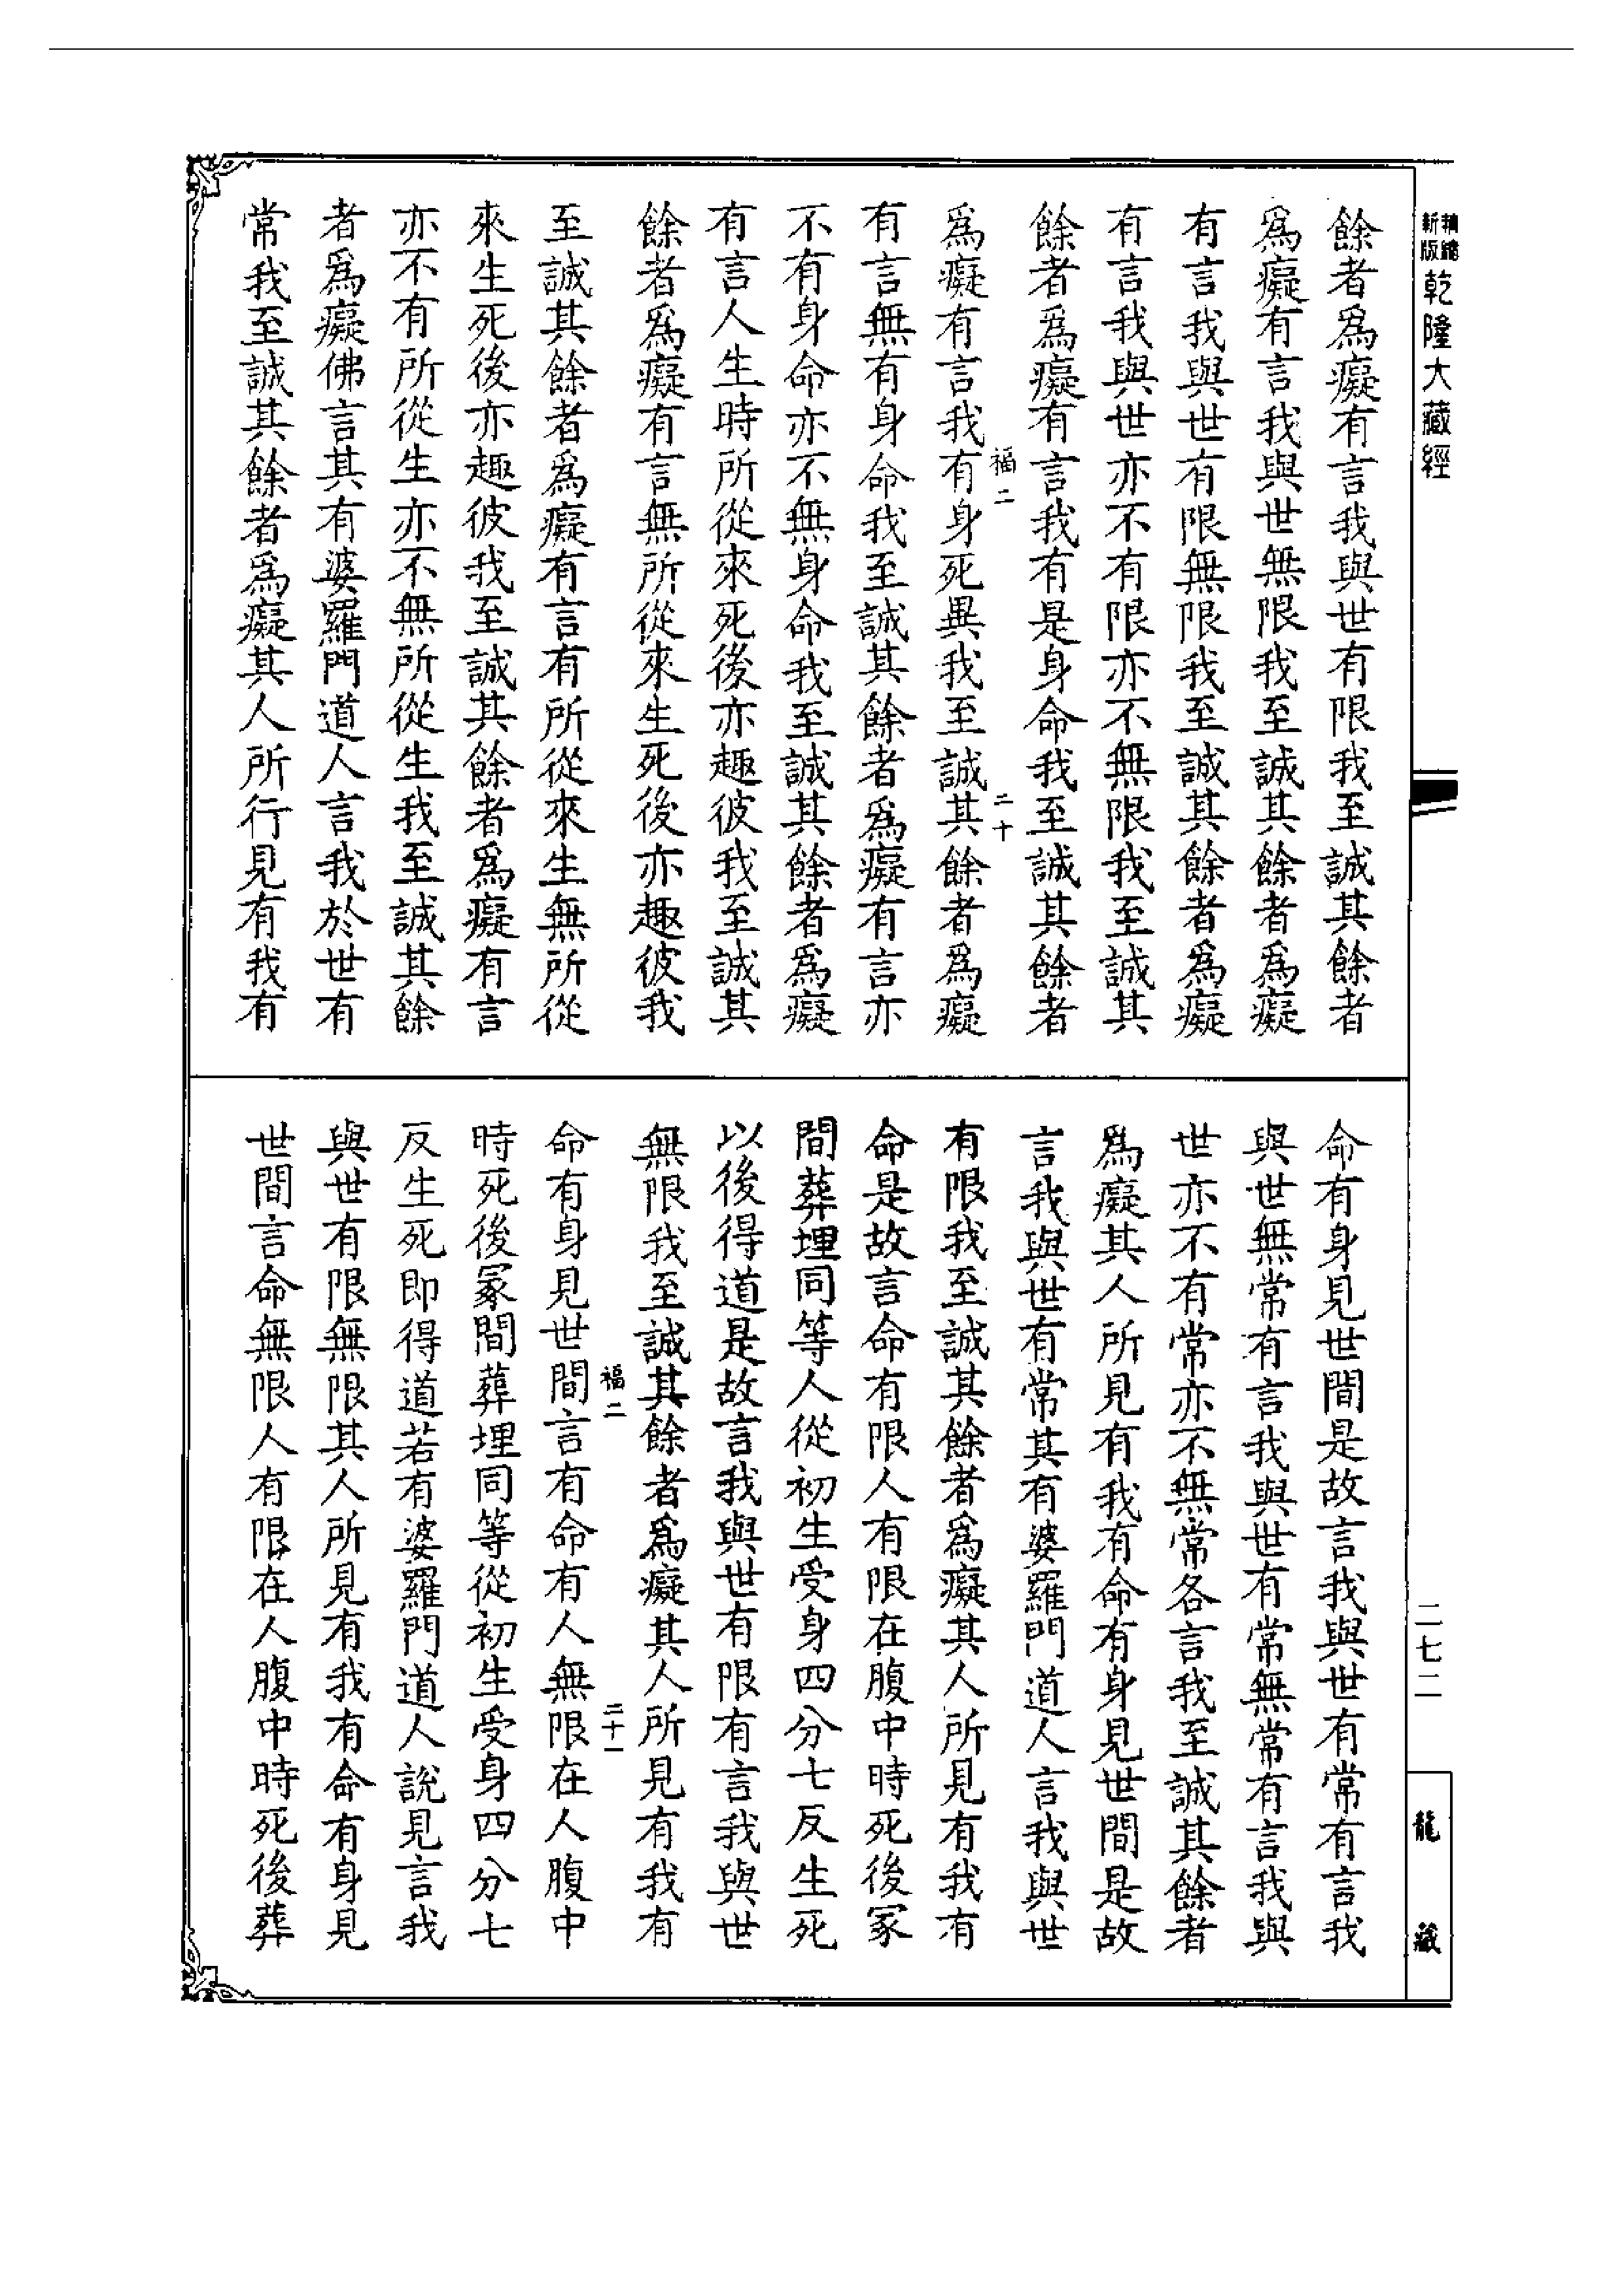 新版
乾隆大藏經
餘者爲癡有言我與世有限我至誠其餘者
爲癡有言我與世無限我至誠其餘者爲癡
有言我與世有限無限我至誠其餘者爲癡
有言我與世亦不有限亦不無限我至誠其
餘者爲癡有言我有是身命我至誠其餘者
福二
二十
爲癡有言我有身死異我至誠其餘者爲癡
有言無有身命我至誠其餘者爲癡有言亦
不有身命亦不無身命我至誠其餘者爲癡
有言人生時所從來死後亦趣彼我至誠其
餘者爲癡有言無所從來生死後亦趣彼我
至誠其餘者爲癡有言有所從來生無所從
來生死後亦趣彼我至誠其餘者爲癡有言
亦不有所從生亦不無所從生我至誠其餘
者爲癡佛言其有婆羅門道人言我於世有
常我至誠其餘者爲癡其人所行見有我有
命有身見世間是故言我與世有常有言我
與世無常有言我與世有常無常有言我與
世亦不有常亦不無常各言我至誠其餘者
爲癡其人所見有我有命有身見世間是故
言我與世有常其有婆羅門道人言我與世
有限我至誠其餘者爲癡其人所見有我有
命是故言命有限人有限在腹中時死後冢
間葬埋同等人從初生受身四分七反生死
以後得道是故言我與世有限有言我與世
無限我至誠其餘者爲癡其人所見有我有
福二
二十一
命有身見世間言有命有人無限在人腹中
時死後冢間葬埋同等從初生受身四分七
反生死即得道若有婆羅門道人說見言我
與世有限無限其人所見有我有命有身見
世間言命無限人有限在人腹中時死後葬
二七二
龍藏